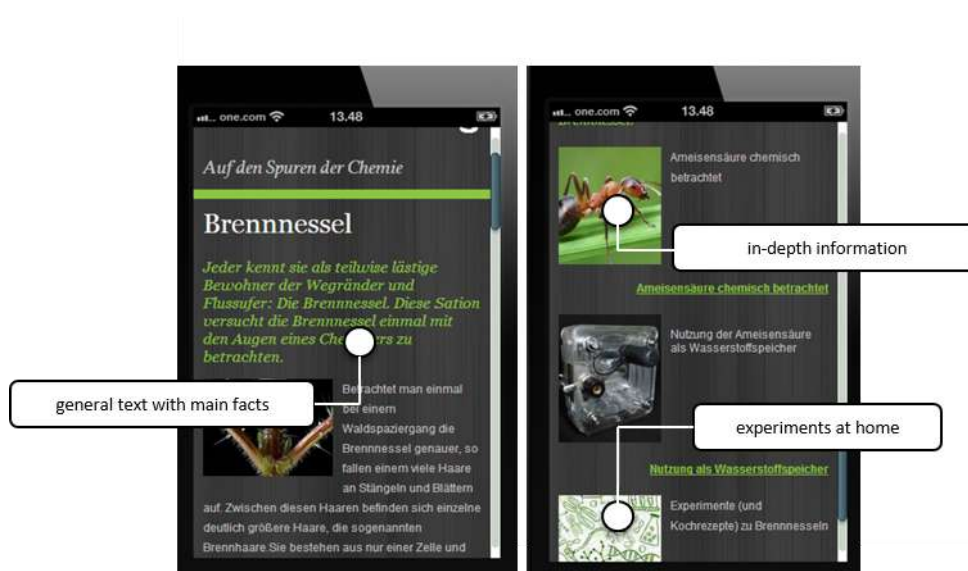 one.com
13.48
Auf den Spuren der Chemie
Brennnessel
Jeder kennt sie als teilwise lästige
Bewohner der Wegränder und
Flussufer: Die Brennnessel. Diese Sation
versucht die Brennnessel einmal mit
den Augen eines zu
betrachten.
Betrachtet man einmal
bei einem
Waldspaziergang die
Brennnessel genauer, so
fallen einem viele Haare
an Stängeln und Blättern
auf. Zwischen diesen Haaren befinden sich einzelne
deutlich größere Haare, die sogenannten
Brennhaare.Sie bestehen aus nur einer Zelle und
general text with main facts
one.com
13.48
Ameisensäure chemisch
betrachtet
in-depth information
Ameisensäure chemisch betrachtet
Nutzung der Ameisensäure
als Wasserstoffspeicher
experiments at home
Nutzung als Wasserstoffspeicher
Experimente (und
Kochrezepte) zu Brennnesseln